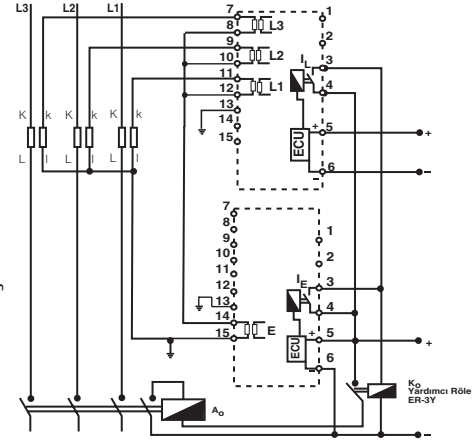 L3 L2 L1
7
8
9
10
11
12
13
14
15
L3
L2
L1
1
2
3
4
5
6
I_L
ECU
+
−
+
−
K k K k K k
L l L l L l
7
8
9
10
11
12
13
14
15
E
1
2
3
4
5
6
I_E
ECU
+
−
+
−
A₀
K₀
Yardımcı Röle
ER-3Y